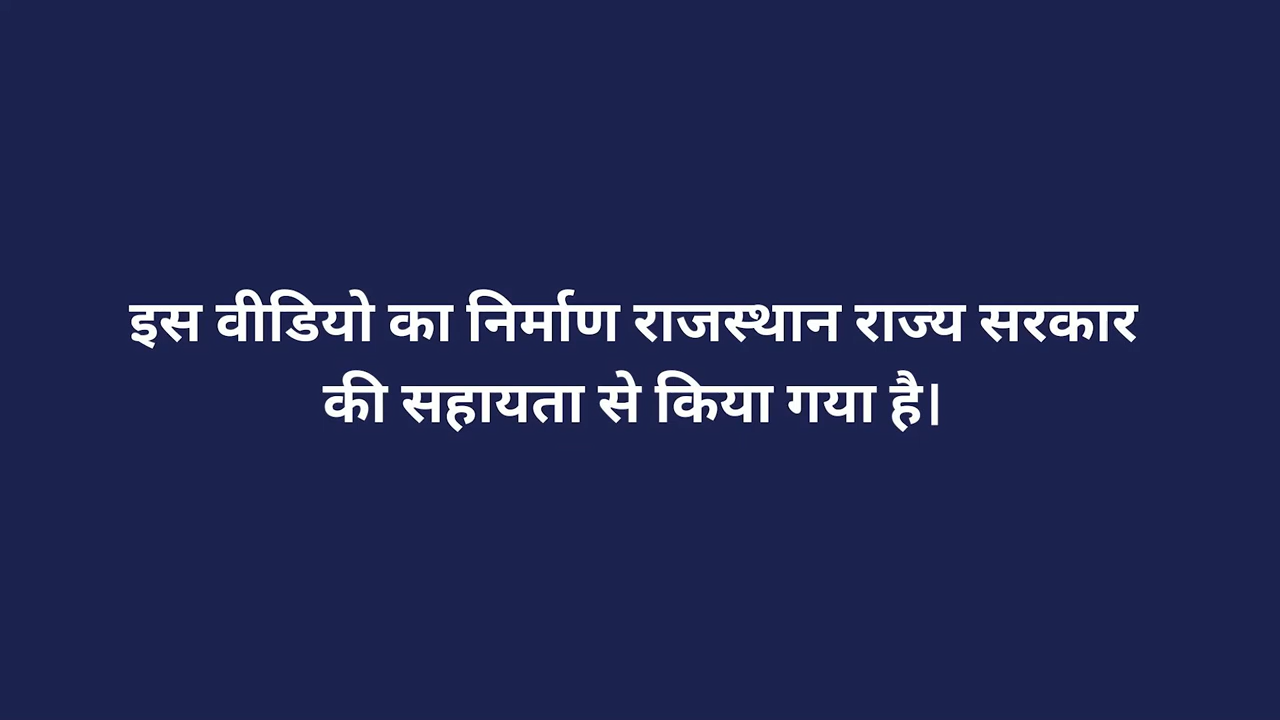 इस वीडियो का निर्माण राजस्थान राज्य सरकार
की सहायता से किया गया है।